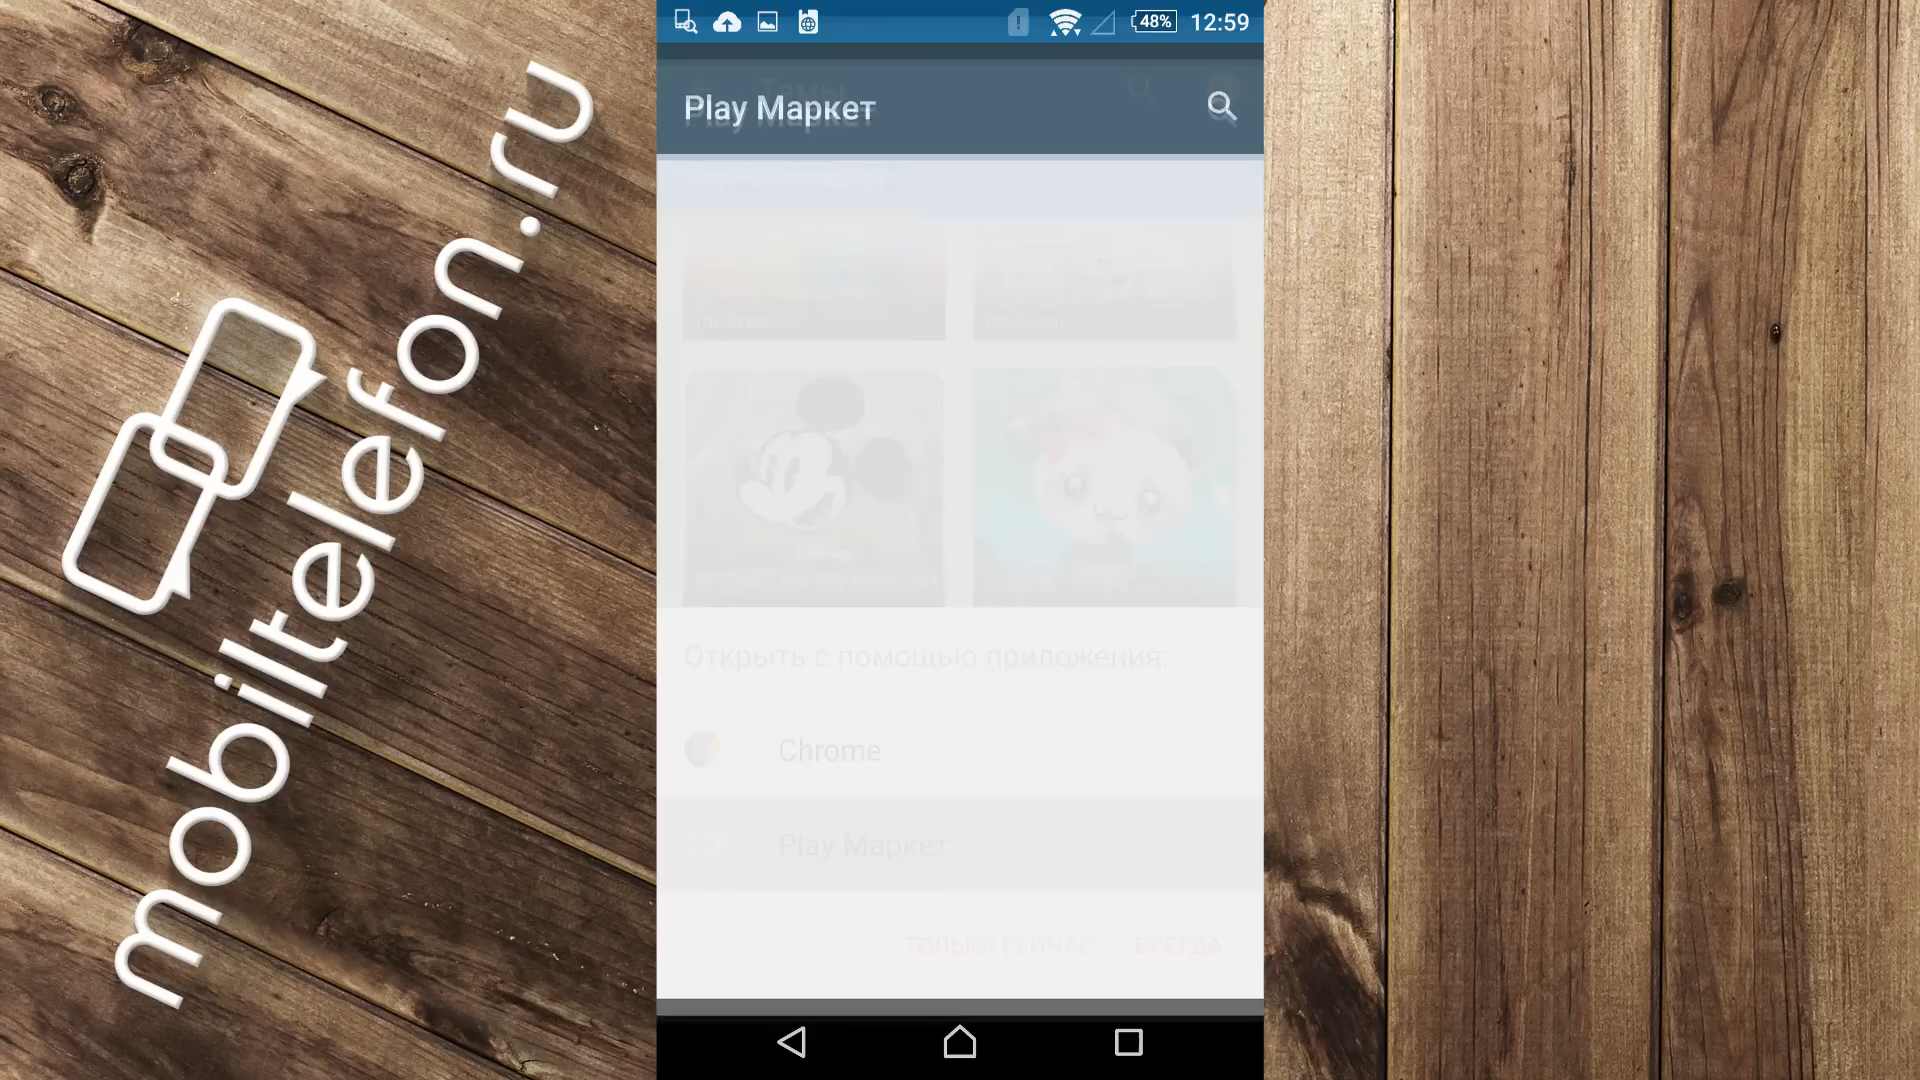 mobiltelefon.ru
48% 12:59
Play Маркет
Открыть с помощью приложения:
Chrome
Play Маркет
ТОЛЬКО СЕЙЧАС ВСЕГДА